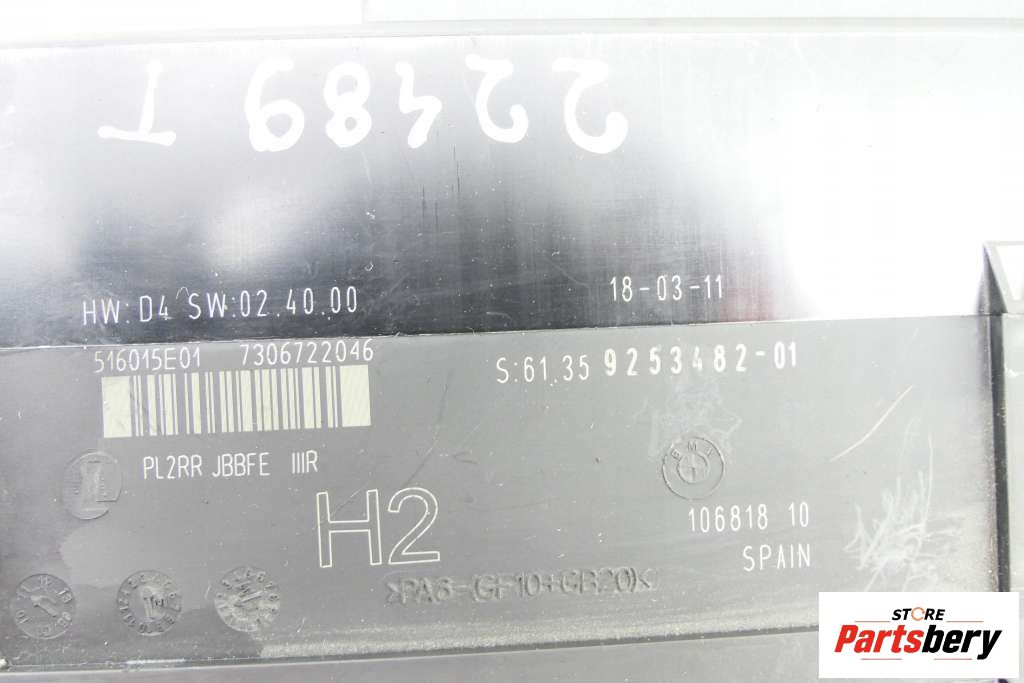 22489 T
HW:D4 SW:02.40.00
18-03-11
516015E01 7306722046
S:61.35 9253482-01
PL2RR JBBFE IIIR
BMW
H2
106818 10
SPAIN
>PA6-GF10+GB20<
STORE
Partsbery